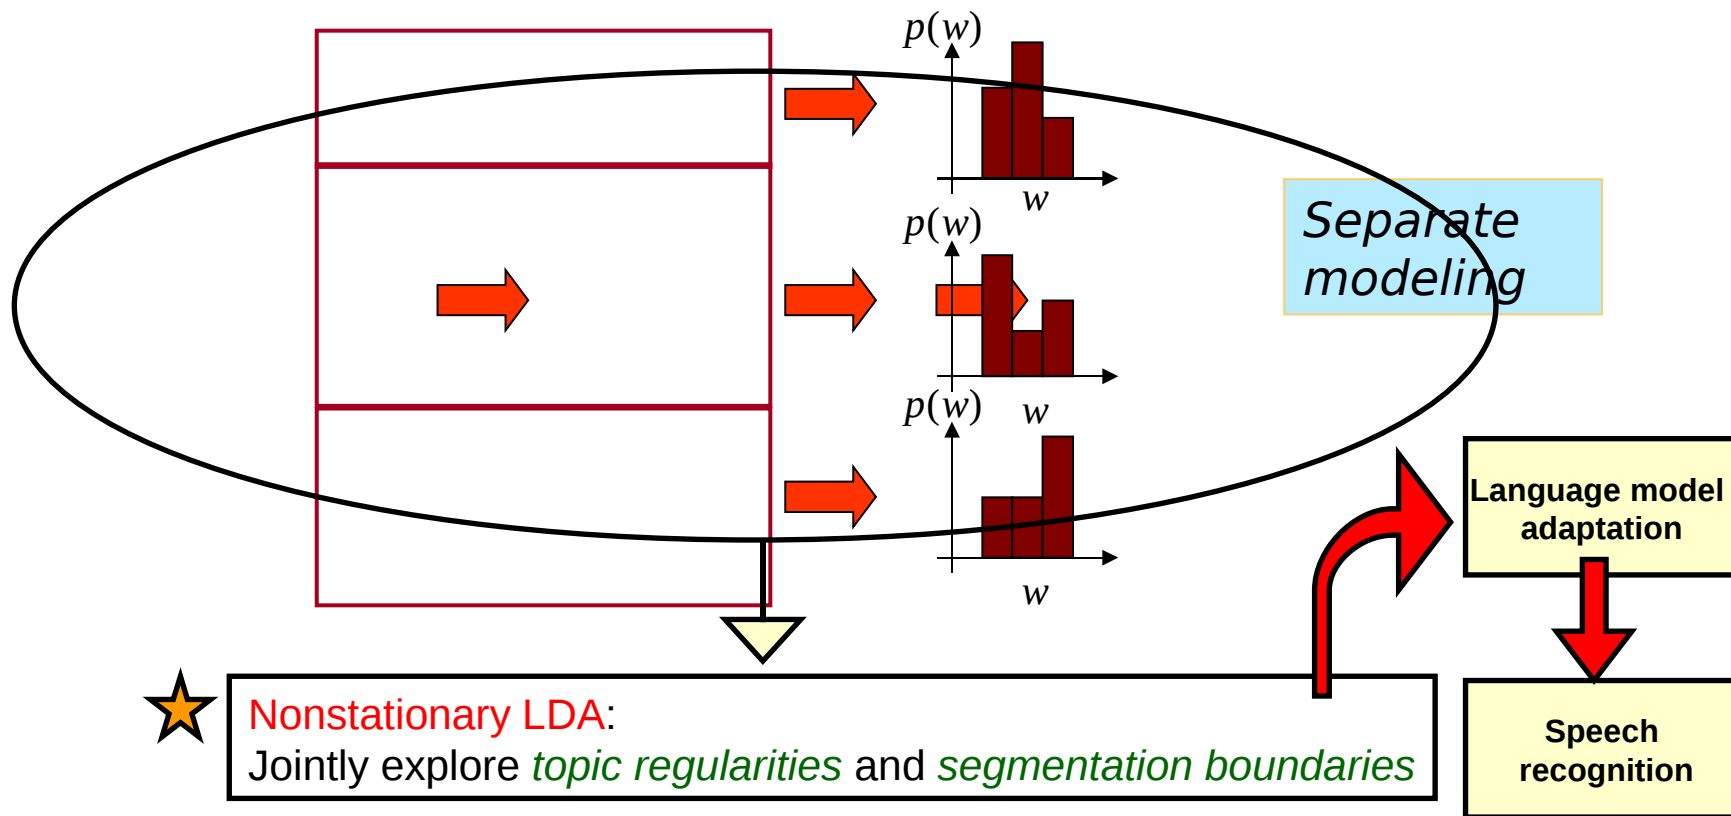 p(w)
w
p(w)
w
p(w)
w
Separate
modeling
Language model
adaptation
Speech
recognition
Nonstationary LDA:
Jointly explore topic regularities and segmentation boundaries